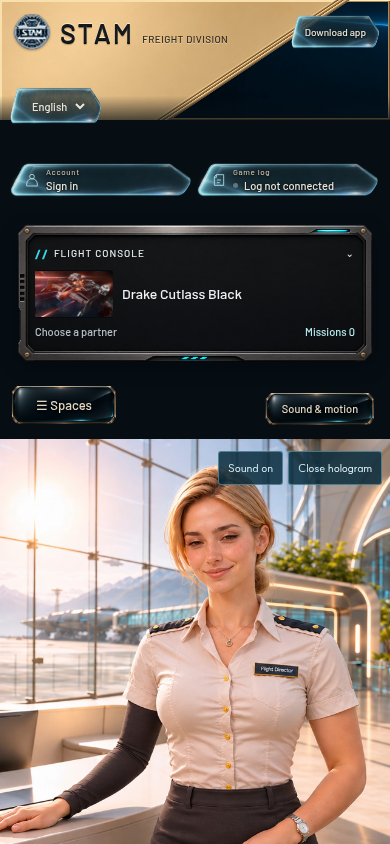 STAM
STAM
FREIGHT DIVISION
Download app
English
Account
Sign in
Game log
Log not connected
// FLIGHT CONSOLE
Drake Cutlass Black
Choose a partner
Missions 0
☰ Spaces
Sound & motion
Sound on
Close hologram
Flight Director